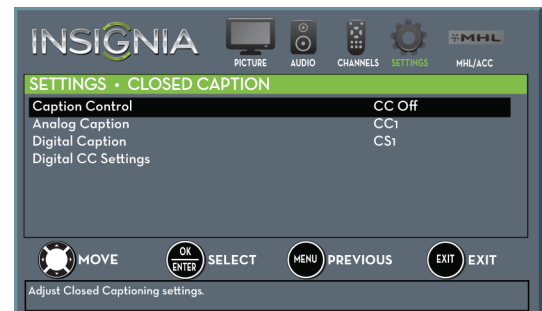 INSIGNIA
PICTURE AUDIO CHANNELS SETTINGS MHL MHL/ACC
SETTINGS • CLOSED CAPTION
Caption Control CC Off
Analog Caption CC1
Digital Caption CS1
Digital CC Settings
MOVE OK ENTER SELECT MENU PREVIOUS EXIT EXIT
Adjust Closed Captioning settings.